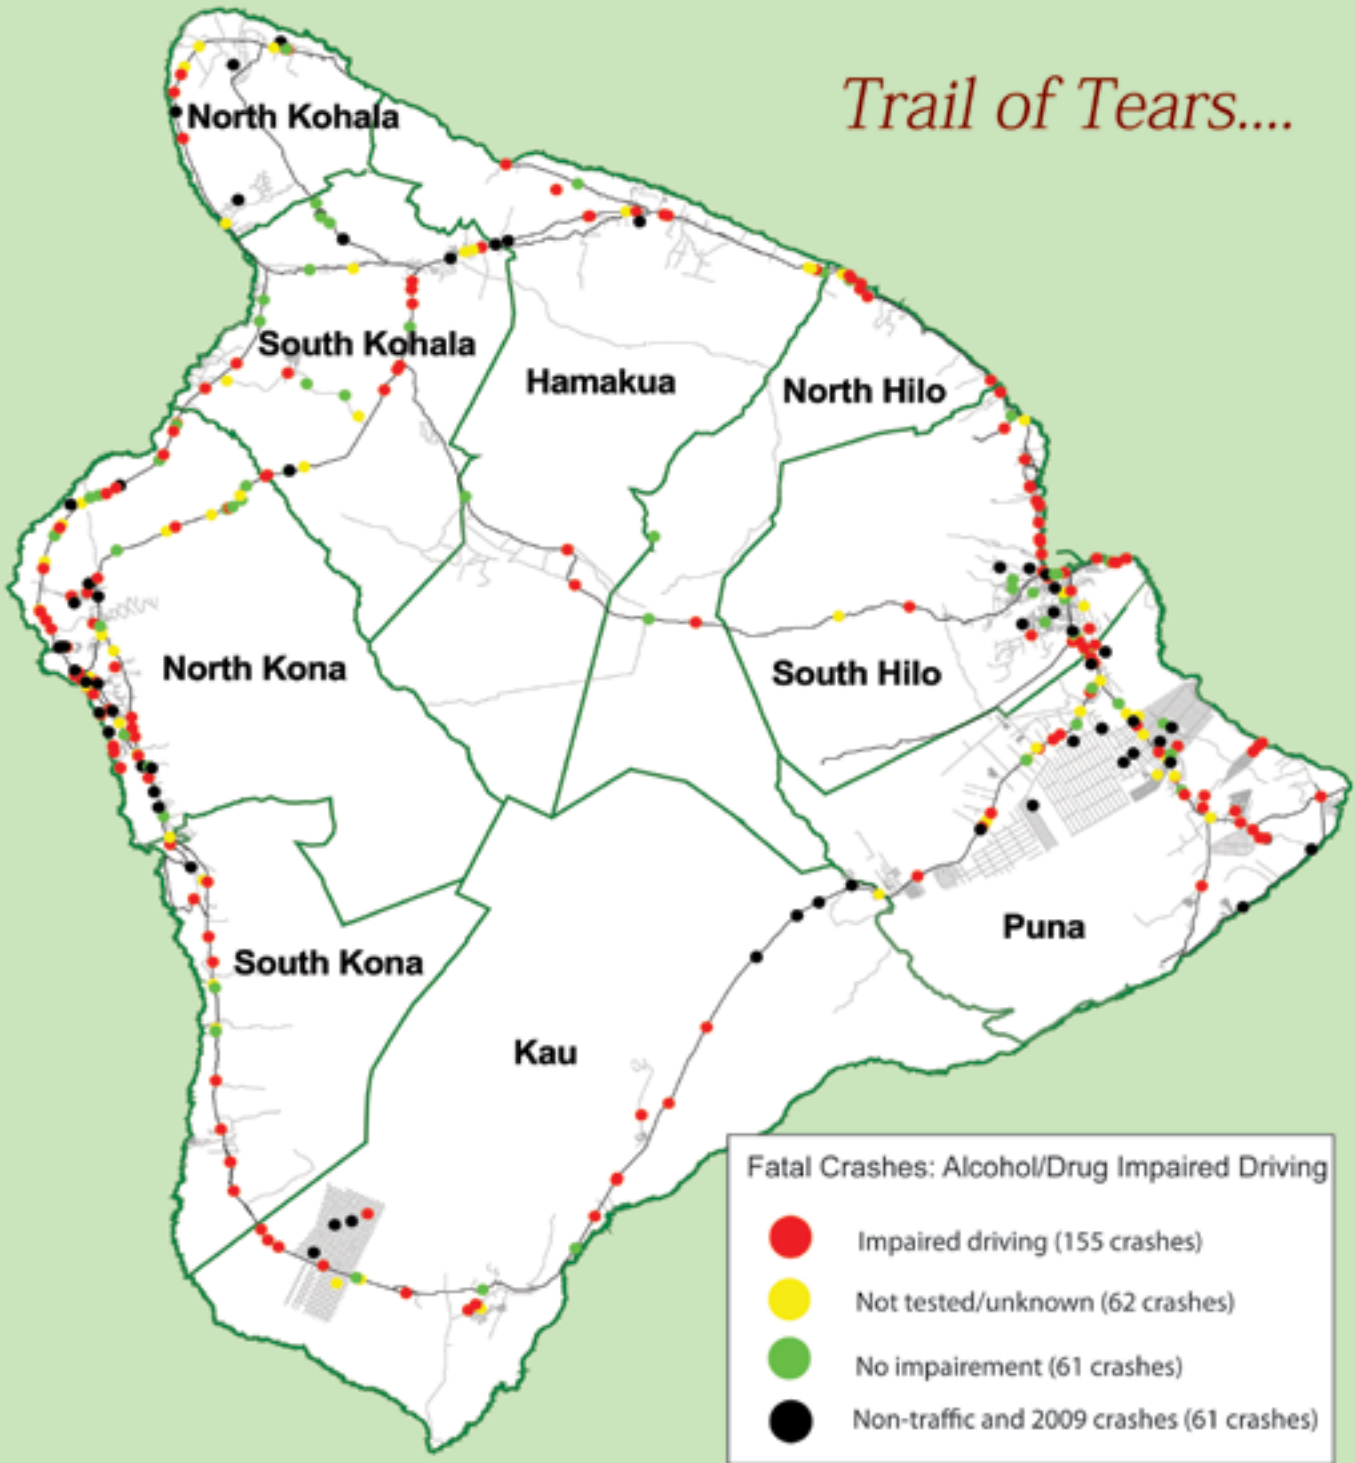 Trail of Tears....
North Kohala
South Kohala
Hamakua
North Hilo
North Kona
South Hilo
Puna
South Kona
Kau
Fatal Crashes: Alcohol/Drug Impaired Driving
Impaired driving (155 crashes)
Not tested/unknown (62 crashes)
No impairement (61 crashes)
Non-traffic and 2009 crashes (61 crashes)